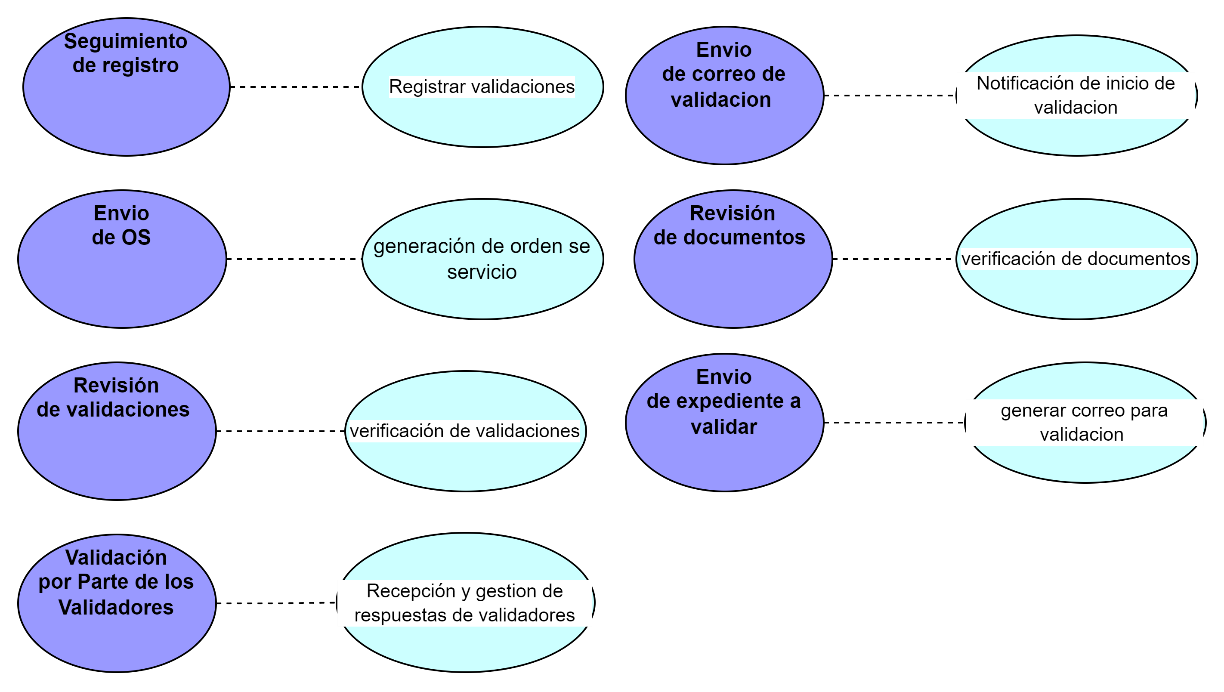 Seguimiento
de registro
Registrar validaciones
Envio
de correo de
validacion
Notificación de inicio de
validacion
Envio
de OS
generación de orden se
servicio
Revisión
de documentos
verificación de documentos
Revisión
de validaciones
verificación de validaciones
Envio
de expediente a
validar
generar correo para
validacion
Validación
por Parte de los
Validadores
Recepción y gestion de
respuestas de validadores